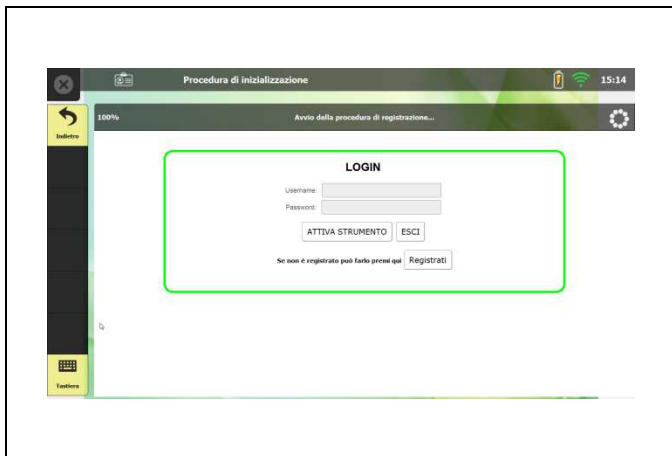 Procedura di inizializzazione
15:14
Indietro
100%
Avvio della procedura di registrazione...
LOGIN
Username:
Password:
ATTIVA STRUMENTO
ESCI
Se non è registrato può farlo premi qui Registrati
Tastiera